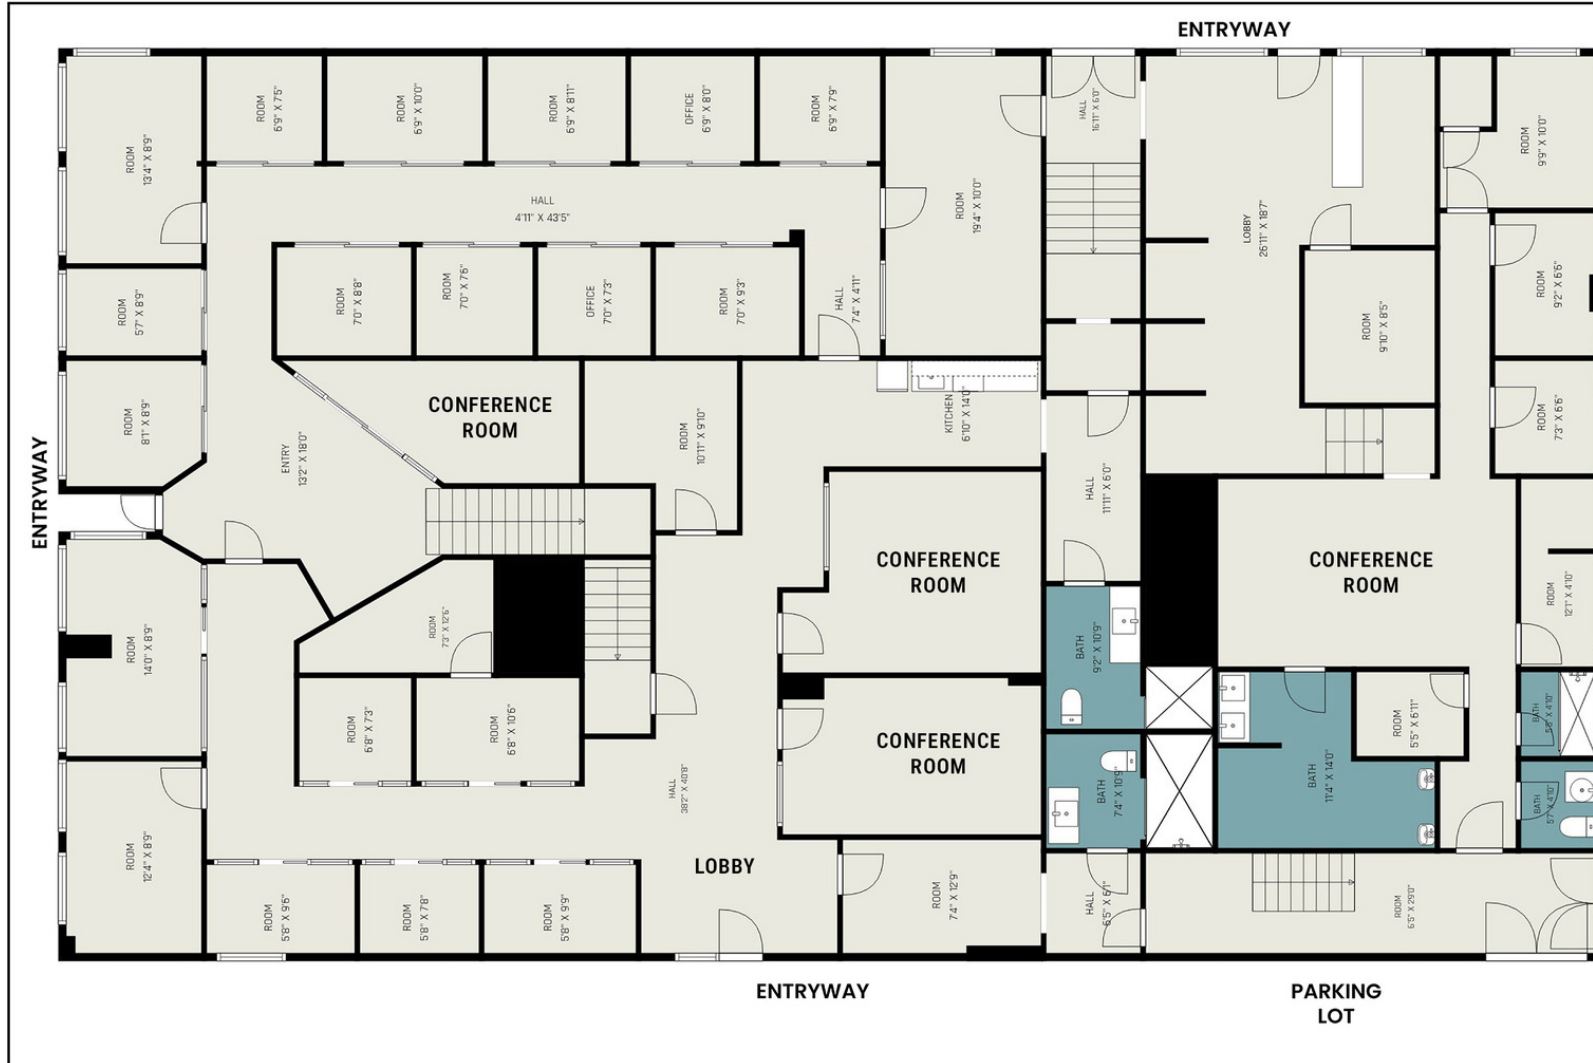 ENTRYWAY
ROOM
13'4" X 8'9"
ROOM
6'9" X 7'5"
ROOM
6'9" X 10'0"
ROOM
6'9" X 8'11"
OFFICE
6'9" X 8'0"
ROOM
6'9" X 7'9"
HALL
16'11" X 6'0"
ROOM
9'9" X 10'0"
HALL
4'11" X 43'5"
ROOM
19'4" X 10'0"
LOBBY
26'11" X 18'7"
ROOM
5'7" X 8'9"
ROOM
7'0" X 8'8"
ROOM
7'0" X 7'6"
OFFICE
7'0" X 7'3"
ROOM
7'0" X 9'3"
HALL
7'4" X 4'11"
ROOM
9'10" X 8'5"
ROOM
9'2" X 6'6"
ROOM
8'1" X 8'9"
CONFERENCE
ROOM
ROOM
10'11" X 9'10"
KITCHEN
6'10" X 14'0"
ROOM
7'3" X 6'6"
ENTRYWAY
ENTRY
13'2" X 18'0"
HALL
11'11" X 6'0"
CONFERENCE
ROOM
CONFERENCE
ROOM
ROOM
12'1" X 4'10"
ROOM
14'0" X 8'9"
ROOM
7'3" X 12'6"
BATH
9'2" X 10'9"
ROOM
6'8" X 7'3"
ROOM
6'8" X 10'6"
CONFERENCE
ROOM
ROOM
5'5" X 6'11"
BATH
HALL
38'2" X 40'8"
BATH
7'4" X 10'9"
BATH
11'4" X 14'0"
BATH
5'7" X 4'10"
ROOM
12'4" X 8'9"
LOBBY
ROOM
5'8" X 9'6"
ROOM
5'8" X 7'8"
ROOM
5'8" X 9'9"
ROOM
7'4" X 12'9"
HALL
6'5" X 6'1"
ROOM
6'5" X 29'0"
ENTRYWAY
PARKING
LOT